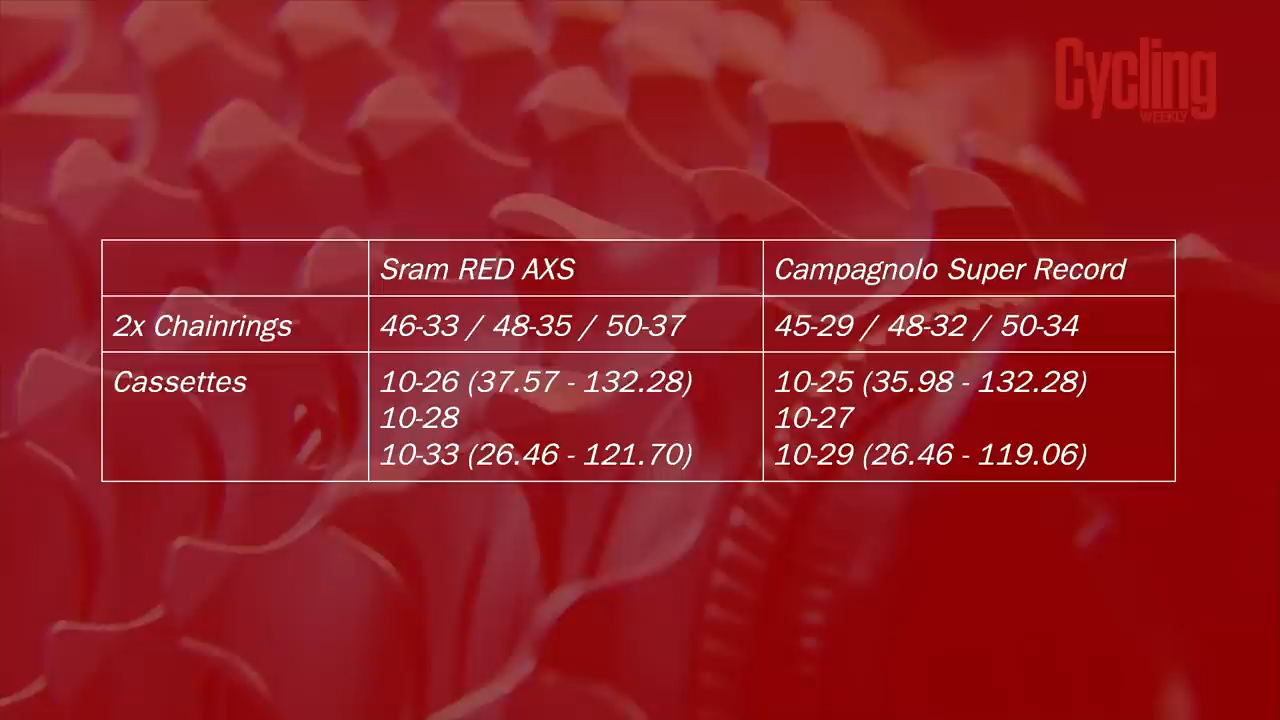 Cycling
WEEKLY
Sram RED AXS
Campagnolo Super Record
2x Chainrings
46-33 / 48-35 / 50-37
45-29 / 48-32 / 50-34
Cassettes
10-26 (37.57 - 132.28)
10-28
10-33 (26.46 - 121.70)
10-25 (35.98 - 132.28)
10-27
10-29 (26.46 - 119.06)